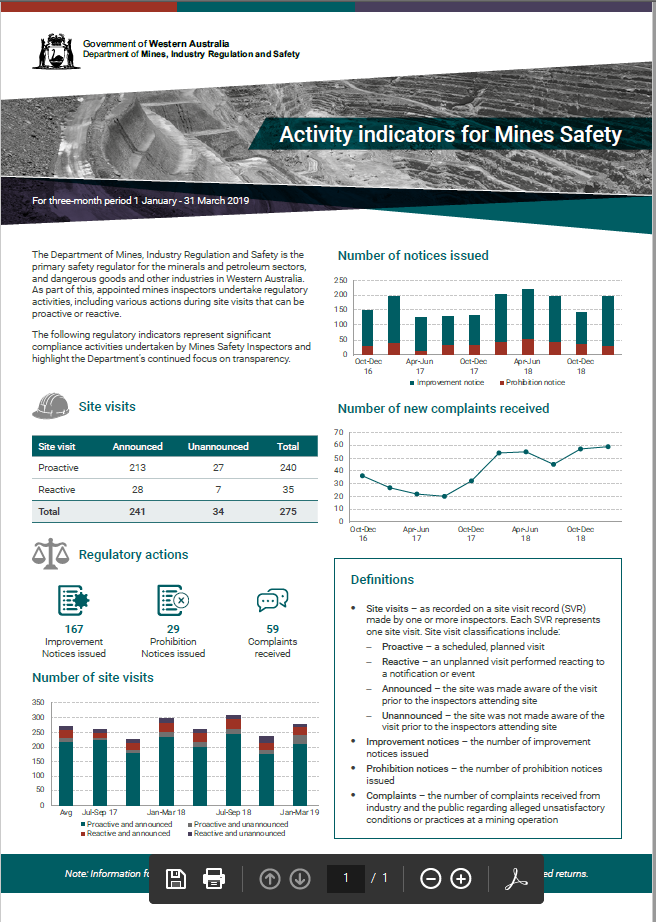 Government of Western Australia
Department of Mines, Industry Regulation and Safety
Activity indicators for Mines Safety
For three-month period 1 January - 31 March 2019
The Department of Mines, Industry Regulation and Safety is the
primary safety regulator for the minerals and petroleum sectors,
and dangerous goods and other industries in Western Australia.
As part of this, appointed mines inspectors undertake regulatory
activities, including various actions during site visits that can be
proactive or reactive.
The following regulatory indicators represent significant
compliance activities undertaken by Mines Safety Inspectors and
highlight the Department's continued focus on transparency.
Site visits
Site visit Announced Unannounced Total
Proactive 213 27 240
Reactive 28 7 35
Total 241 34 275
Regulatory actions
167 29 59
Improvement Prohibition Complaints
Notices issued Notices issued received
Number of site visits
350
300
250
200
150
100
50
0
Avg Jul-Sep 17 Jan-Mar 18 Jul-Sep 18 Jan-Mar 19
Proactive and announced Proactive and unannounced
Reactive and announced Reactive and unannounced
Number of notices issued
250
200
150
100
50
0
Oct-Dec Apr-Jun Oct-Dec Apr-Jun Oct-Dec
16 17 17 18 18
Improvement notice Prohibition notice
Number of new complaints received
70
60
50
40
30
20
10
0
Oct-Dec Apr-Jun Oct-Dec Apr-Jun Oct-Dec
16 17 17 18 18
Definitions
• Site visits – as recorded on a site visit record (SVR)
made by one or more inspectors. Each SVR represents
one site visit. Site visit classifications include:
– Proactive – a scheduled, planned visit
– Reactive – an unplanned visit performed reacting to
a notification or event
– Announced – the site was made aware of the visit
prior to the inspectors attending site
– Unannounced – the site was not made aware of the
visit prior to the inspectors attending site
• Improvement notices – the number of improvement
notices issued
• Prohibition notices – the number of prohibition notices
issued
• Complaints – the number of complaints received from
industry and the public regarding alleged unsatisfactory
conditions or practices at a mining operation
Note: Information fo ed returns.
1 / 1